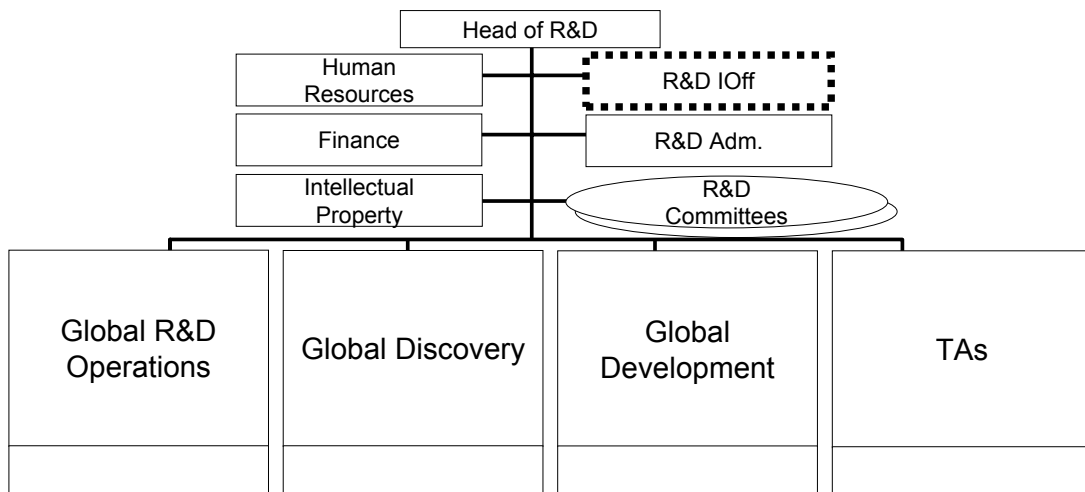 Head of R&D
Human
Resources
R&D IOff
Finance
R&D Adm.
Intellectual
Property
R&D
Committees
Global R&D
Operations
Global Discovery
Global
Development
TAs